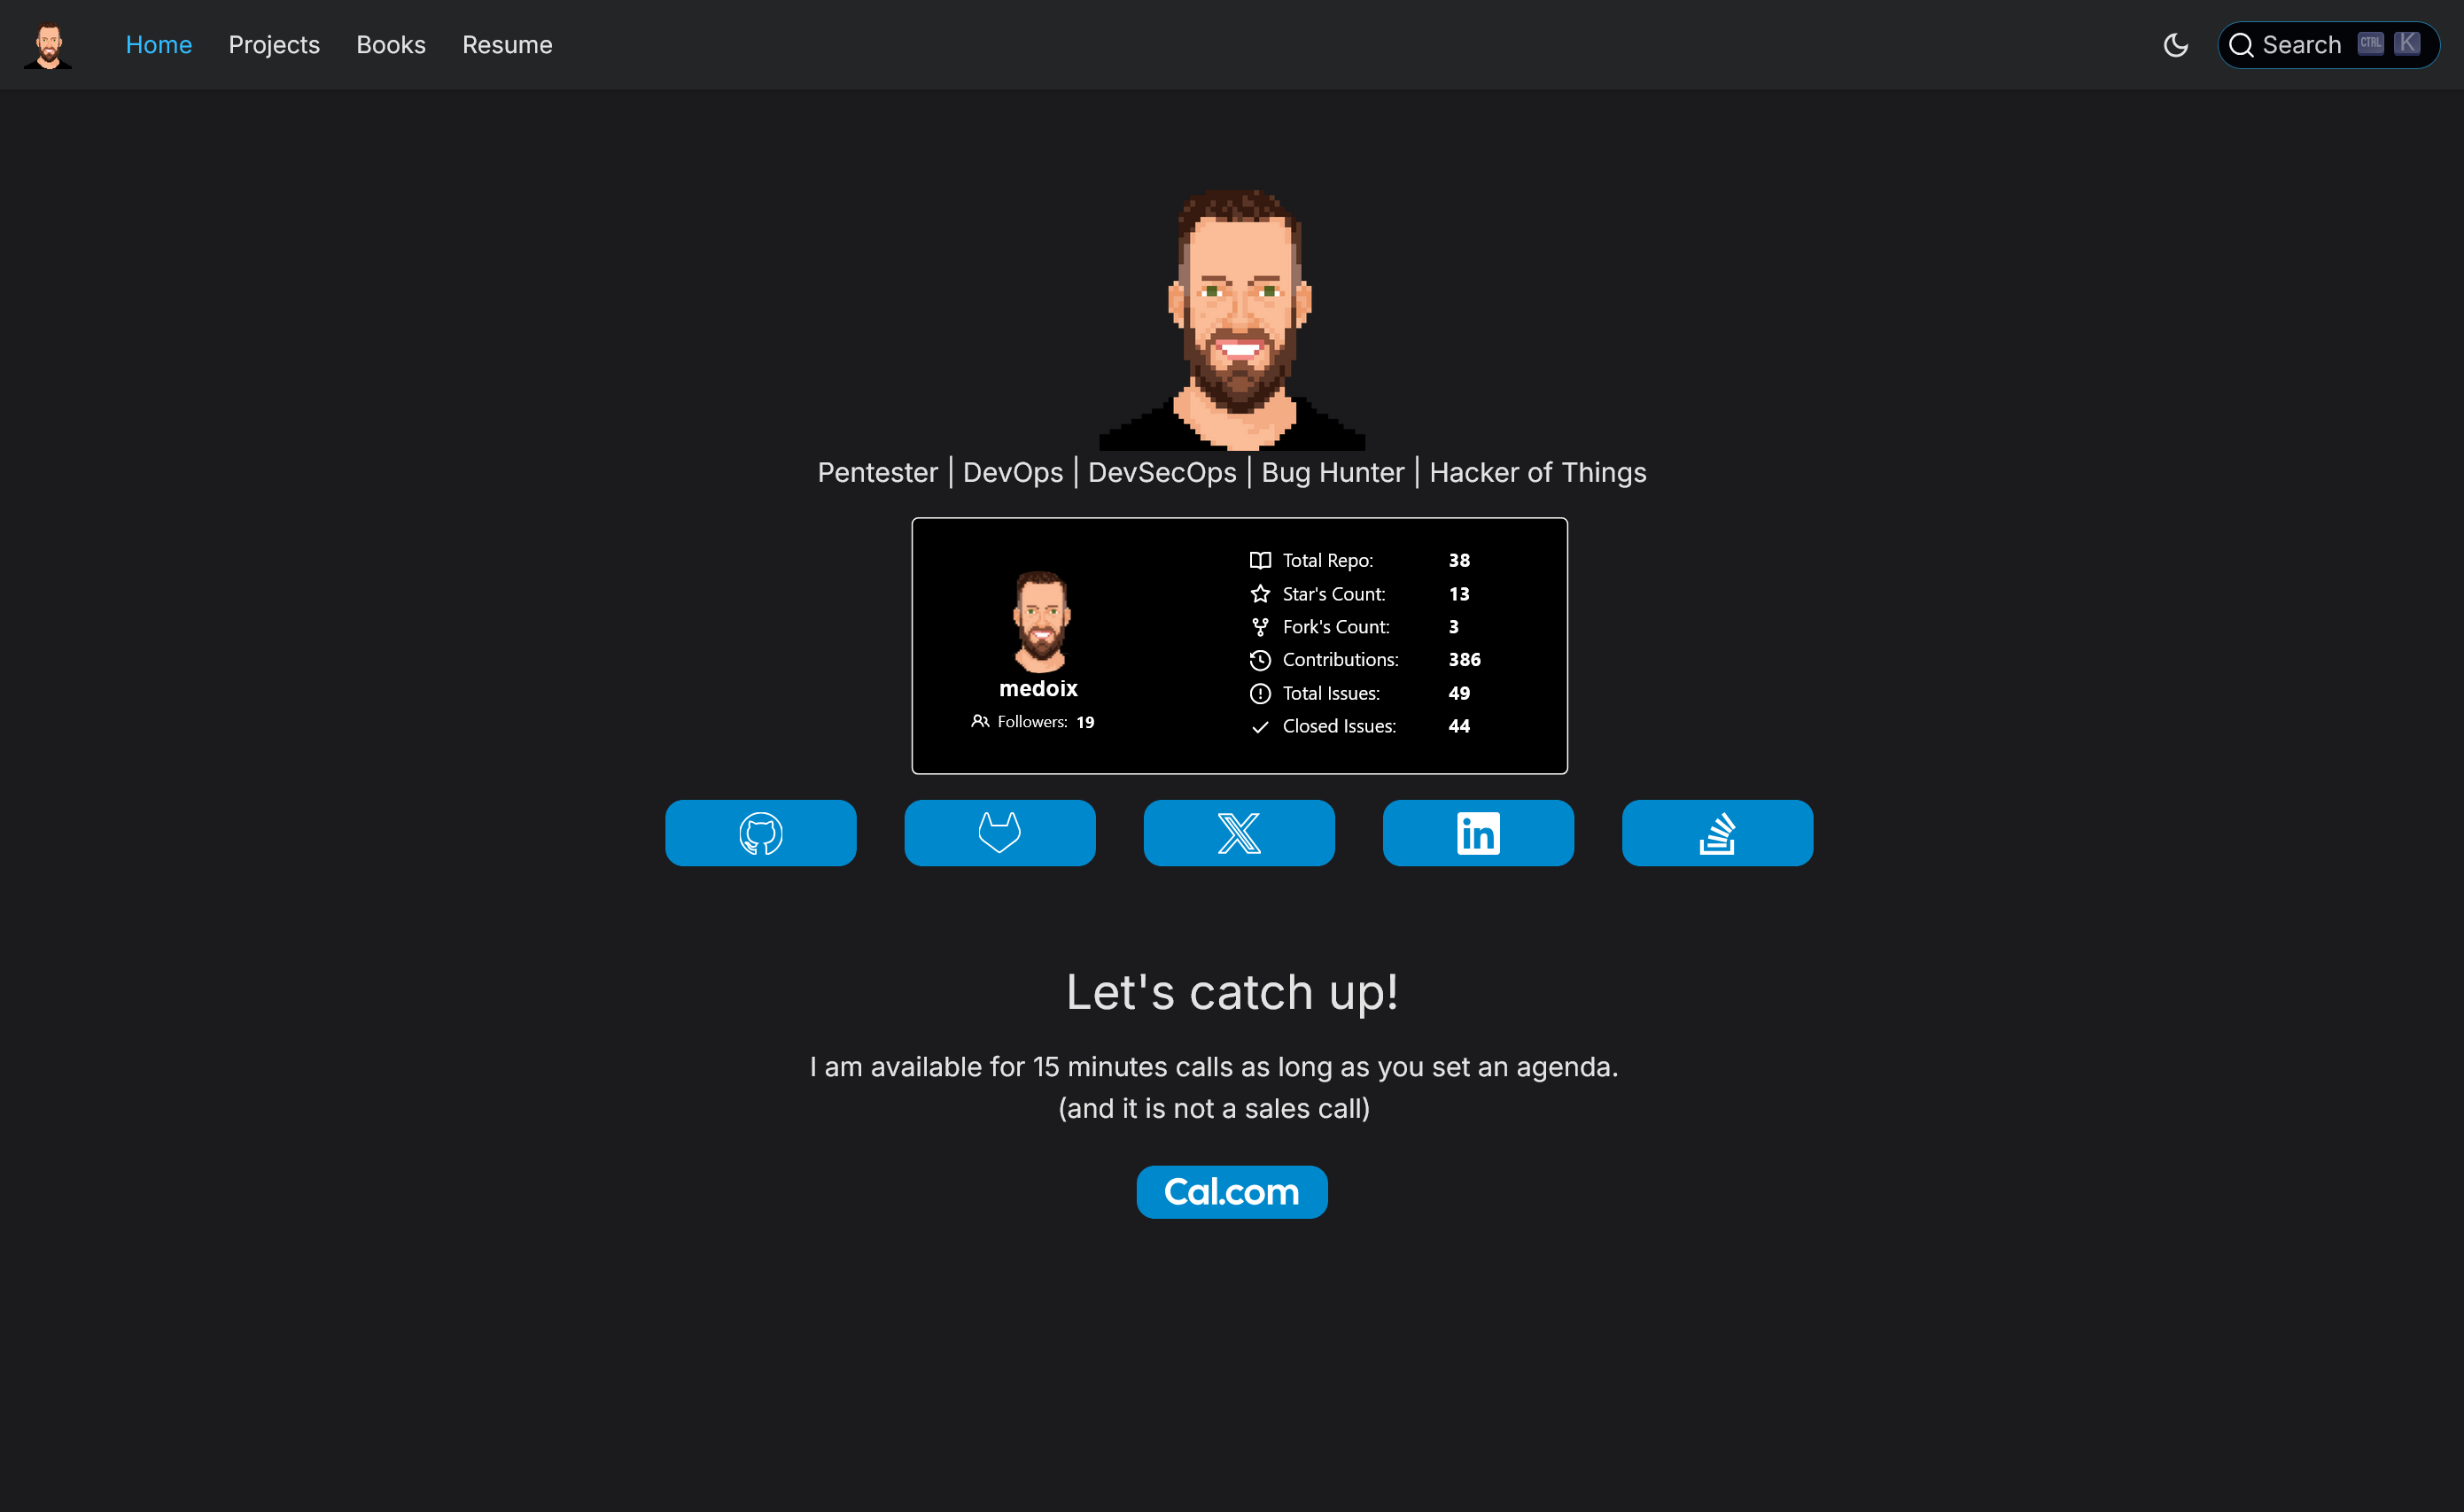 Home Projects Books Resume Search CTRL K
Pentester | DevOps | DevSecOps | Bug Hunter | Hacker of Things
medoix
Followers: 19
Total Repo: 38
Star's Count: 13
Fork's Count: 3
Contributions: 386
Total Issues: 49
Closed Issues: 44
in
Let's catch up!
I am available for 15 minutes calls as long as you set an agenda.
(and it is not a sales call)
Cal.com